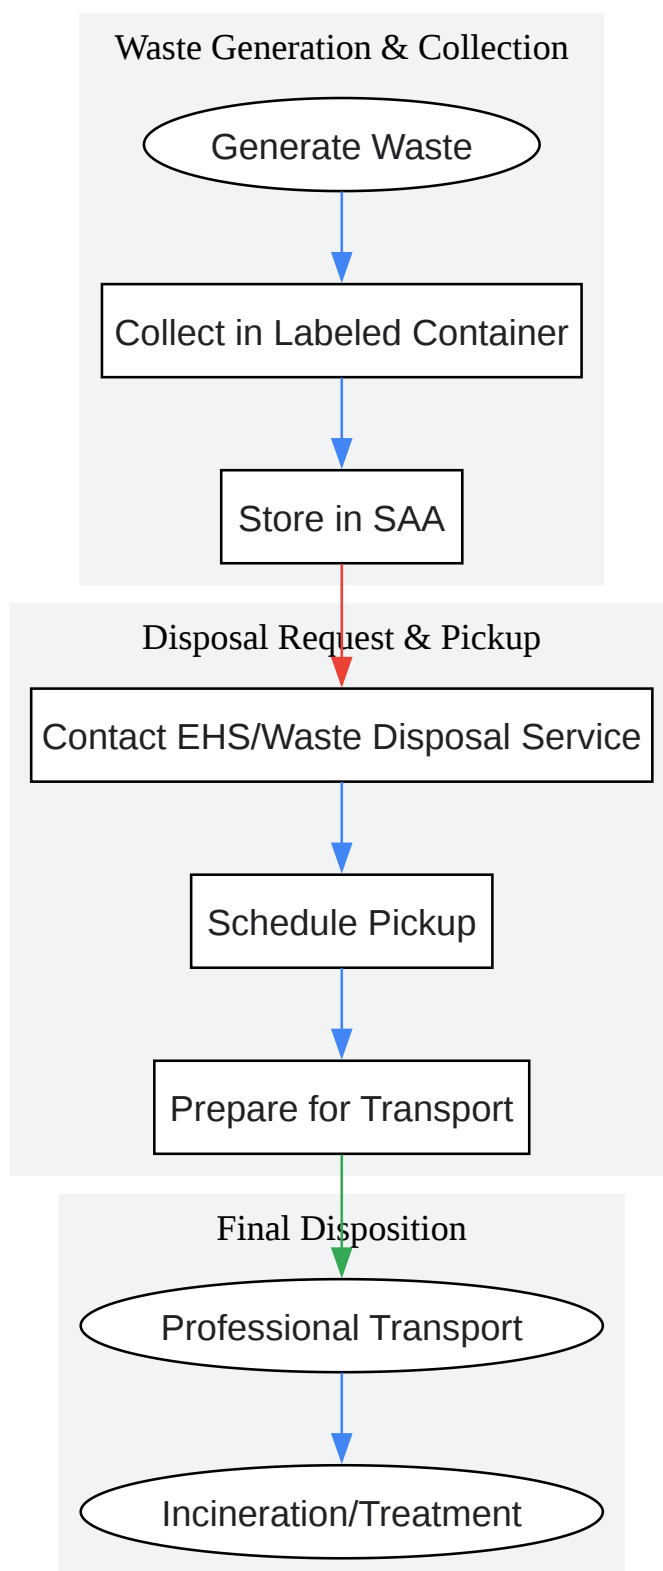 Waste Generation & Collection
Generate Waste
Collect in Labeled Container
Store in SAA
Disposal Request & Pickup
Contact EHS/Waste Disposal Service
Schedule Pickup
Prepare for Transport
Final Disposition
Professional Transport
Incineration/Treatment